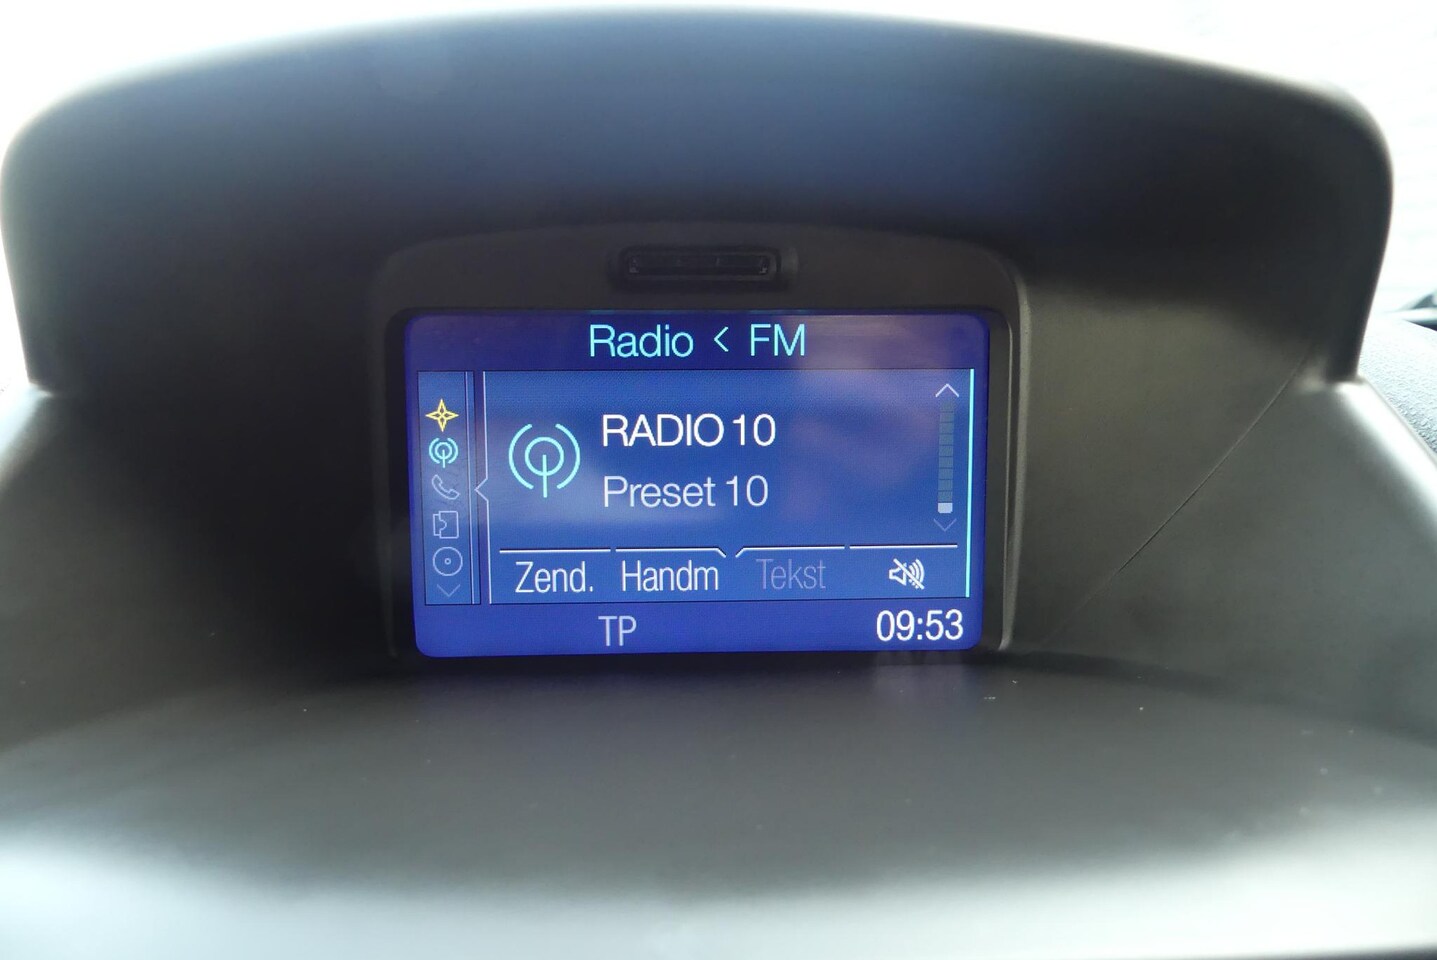 Radio < FM
RADIO 10
Preset 10
Zend. Handm Tekst
TP 09:53